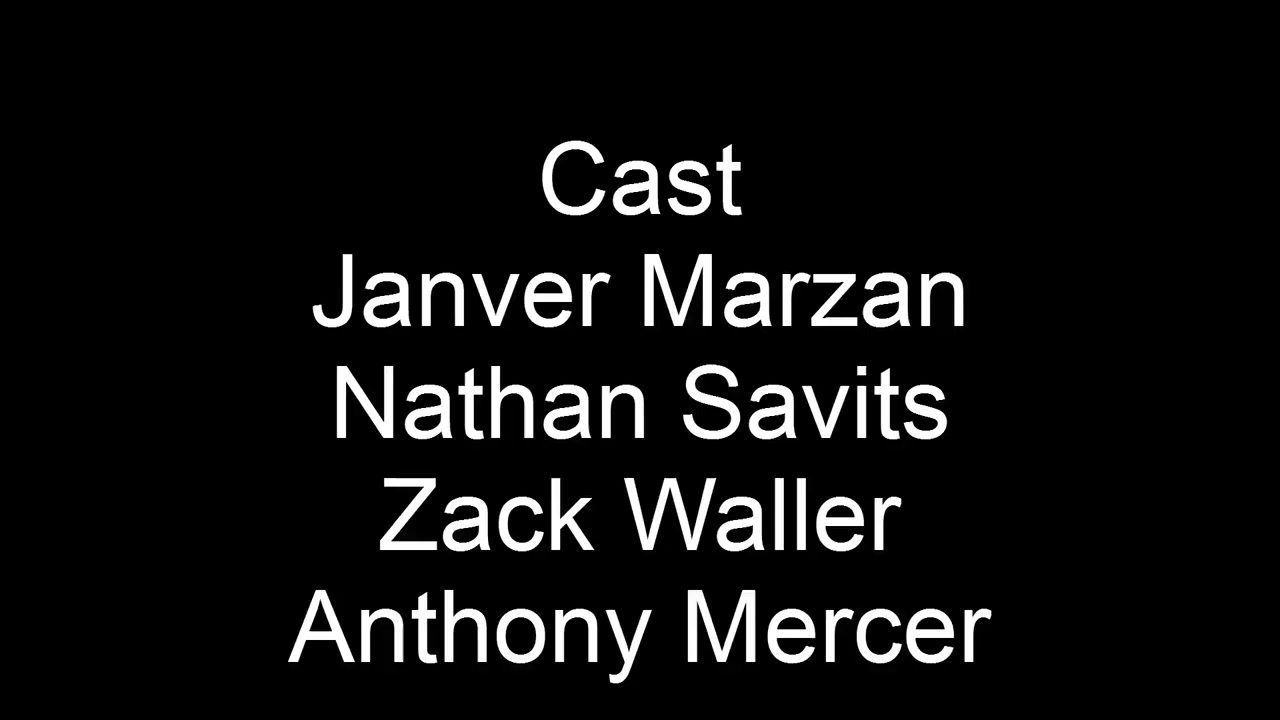 Cast
Janver Marzan
Nathan Savits
Zack Waller
Anthony Mercer